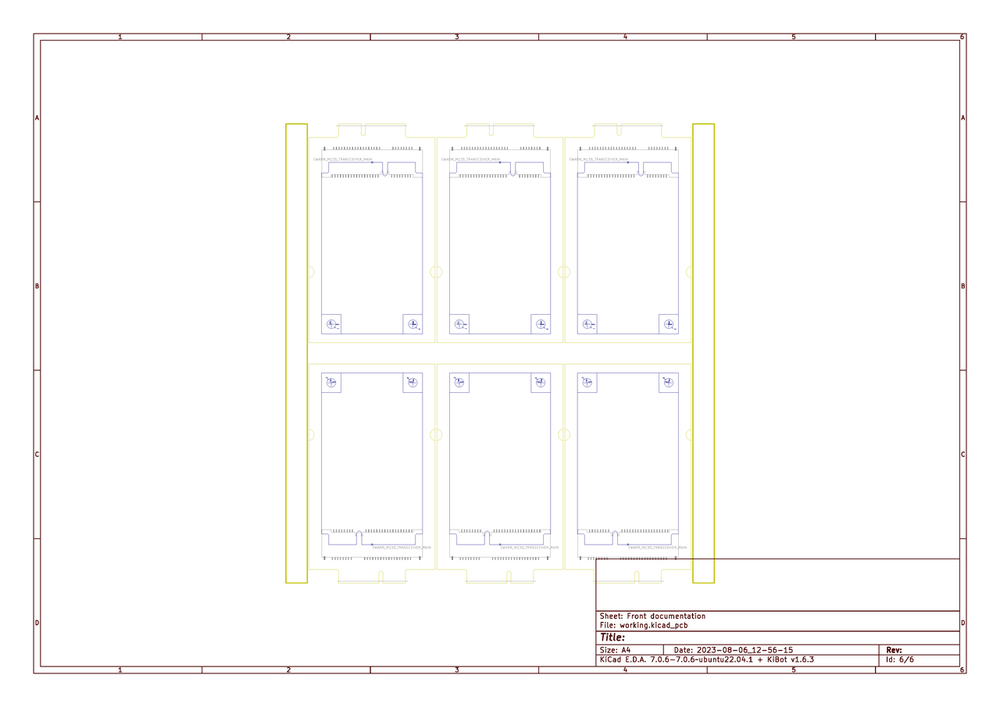 1 2 3 4 5 6
A A
CAVIER_M.2
B B
C C
D D
Sheet: Front documentation
File: working.kicad_pcb
Title:
Size: A4 Date: 2023-08-06_12-56-15 Rev:
KiCad E.D.A. 7.0.6-7.0.6~ubuntu22.04.1 + KiBot v1.6.3 Id: 6/6
1 2 3 4 5 6